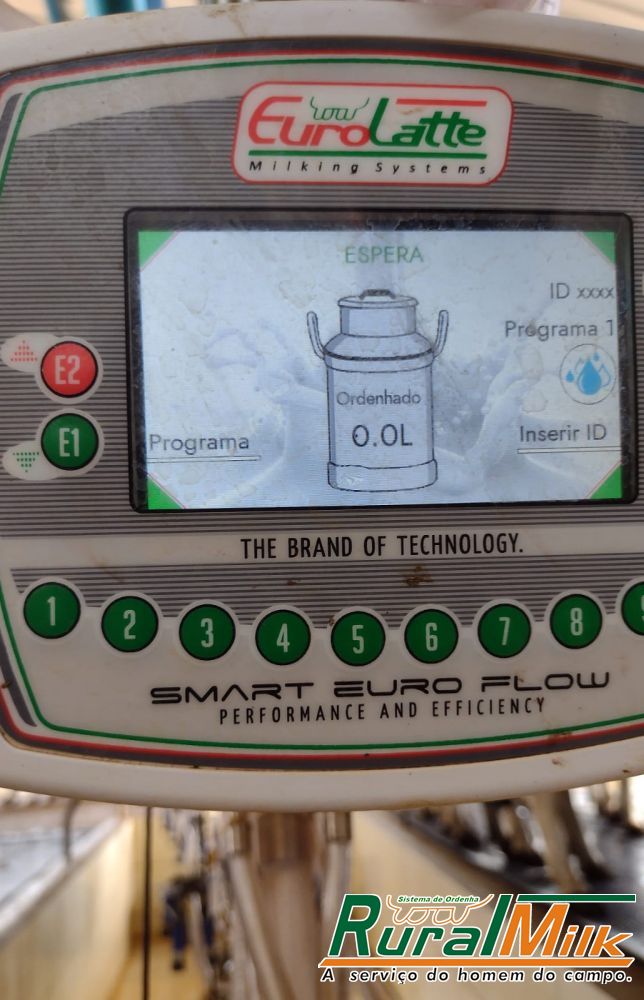 EuroLatte
Milking Systems
ESPERA
ID xxxx
Programa 1
E2
Ordenhado
0.0L
E1
Programa
Inserir ID
THE BRAND OF TECHNOLOGY.
1 2 3 4 5 6 7 8
SMART EURO FLOW
PERFORMANCE AND EFFICIENCY
Sistema de Ordenha
RuralMilk
A serviço do homem do campo.